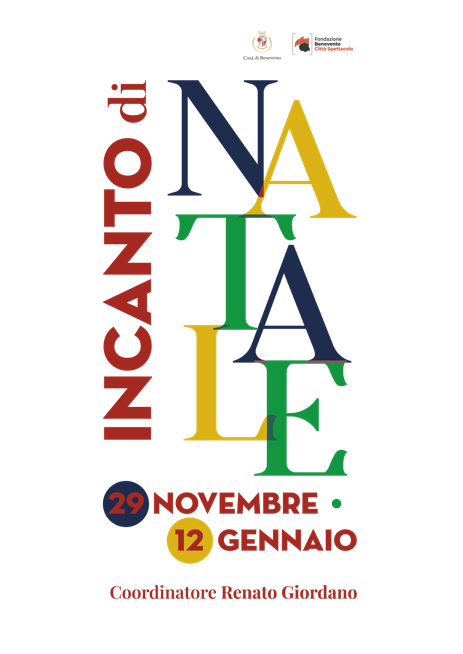 Città di Benevento
Fondazione
Benevento
Città Spettacolo
INCANTO di
NATALE
29 NOVEMBRE •
12 GENNAIO
Coordinatore Renato Giordano